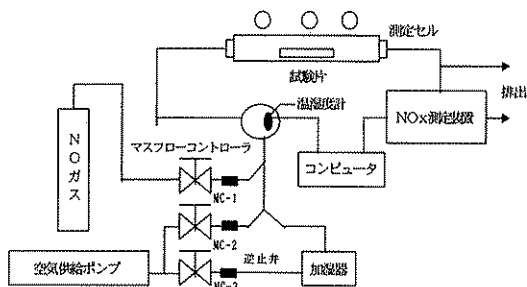 測定セル
試験片
排出
温湿度計
NOx測定装置
NOガス
マスフローコントローラ
コンピュータ
MC-1
MC-2
逆止弁
空気供給ポンプ
加湿器
MC-3